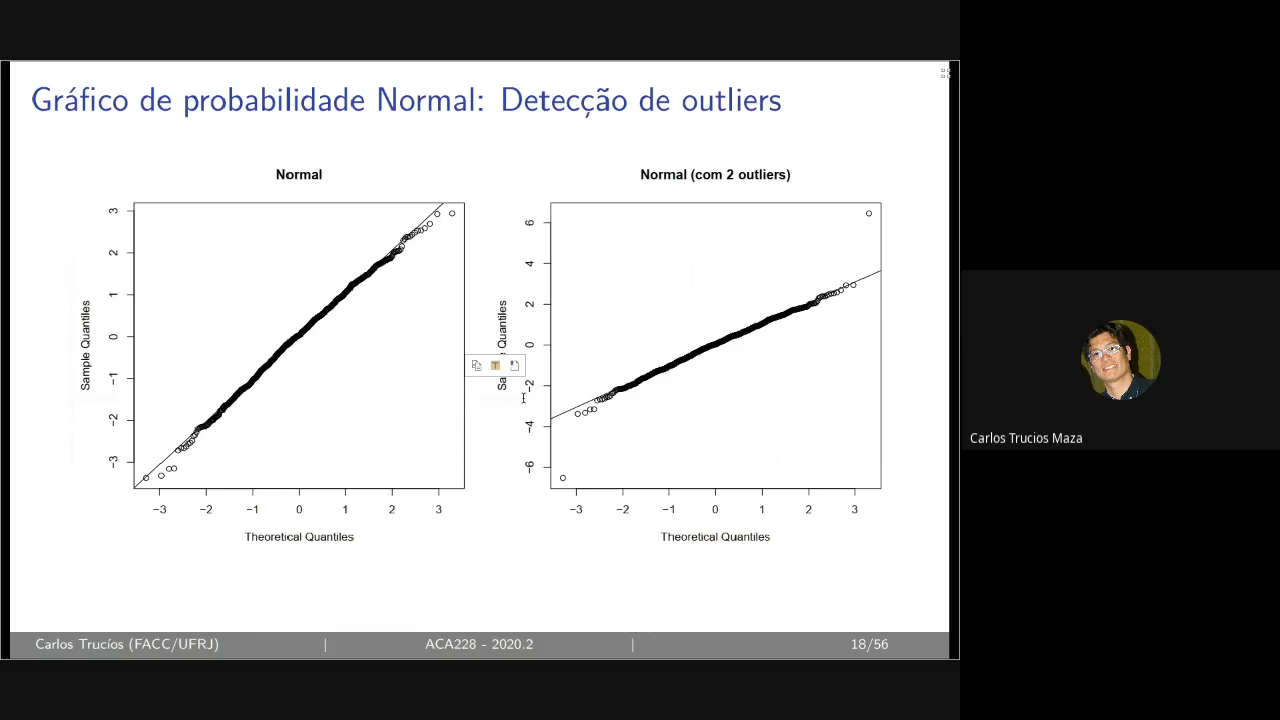 Gráfico de probabilidade Normal: Detecção de outliers
Normal
Sample Quantiles
3
2
1
0
−1
−2
−3
−3 −2 −1 0 1 2 3
Theoretical Quantiles
Normal (com 2 outliers)
Quantiles
6
4
2
0
−2
−4
−6
−3 −2 −1 0 1 2 3
Theoretical Quantiles
Carlos Trucíos (FACC/UFRJ) | ACA228 - 2020.2 | 18/56
Carlos Trucios Maza